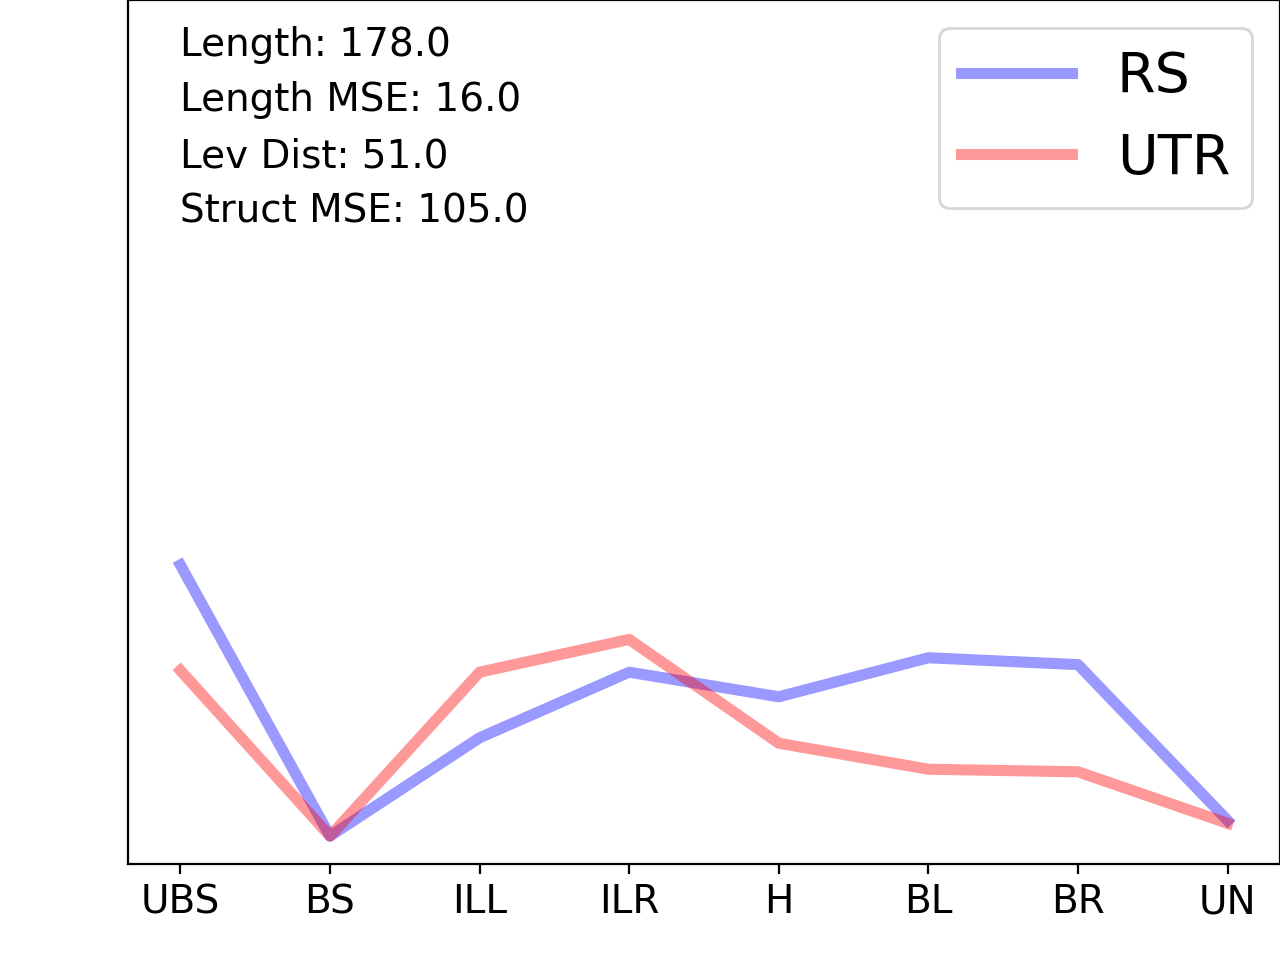 Length: 178.0
Length MSE: 16.0
Lev Dist: 51.0
Struct MSE: 105.0
RS
UTR
UBS BS ILL ILR H BL BR UN